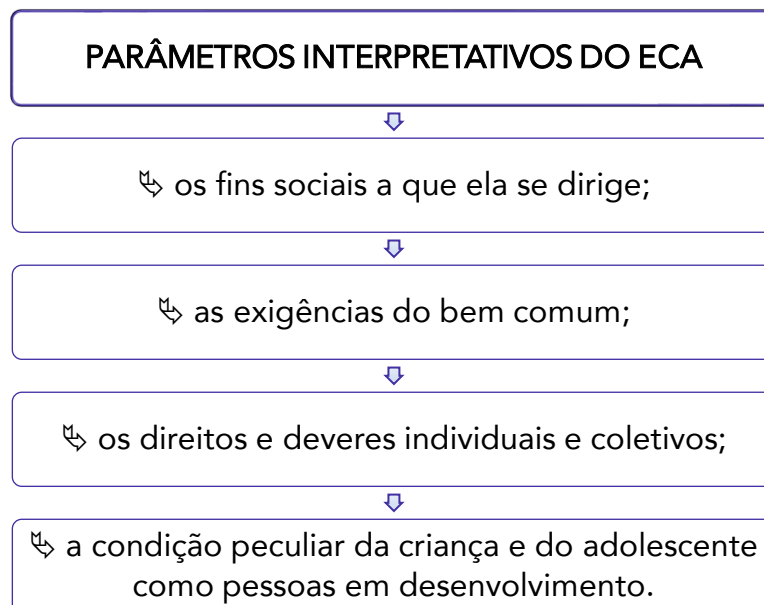 PARÂMETROS INTERPRETATIVOS DO ECA
↳ os fins sociais a que ela se dirige;
↳ as exigências do bem comum;
↳ os direitos e deveres individuais e coletivos;
↳ a condição peculiar da criança e do adolescente
como pessoas em desenvolvimento.